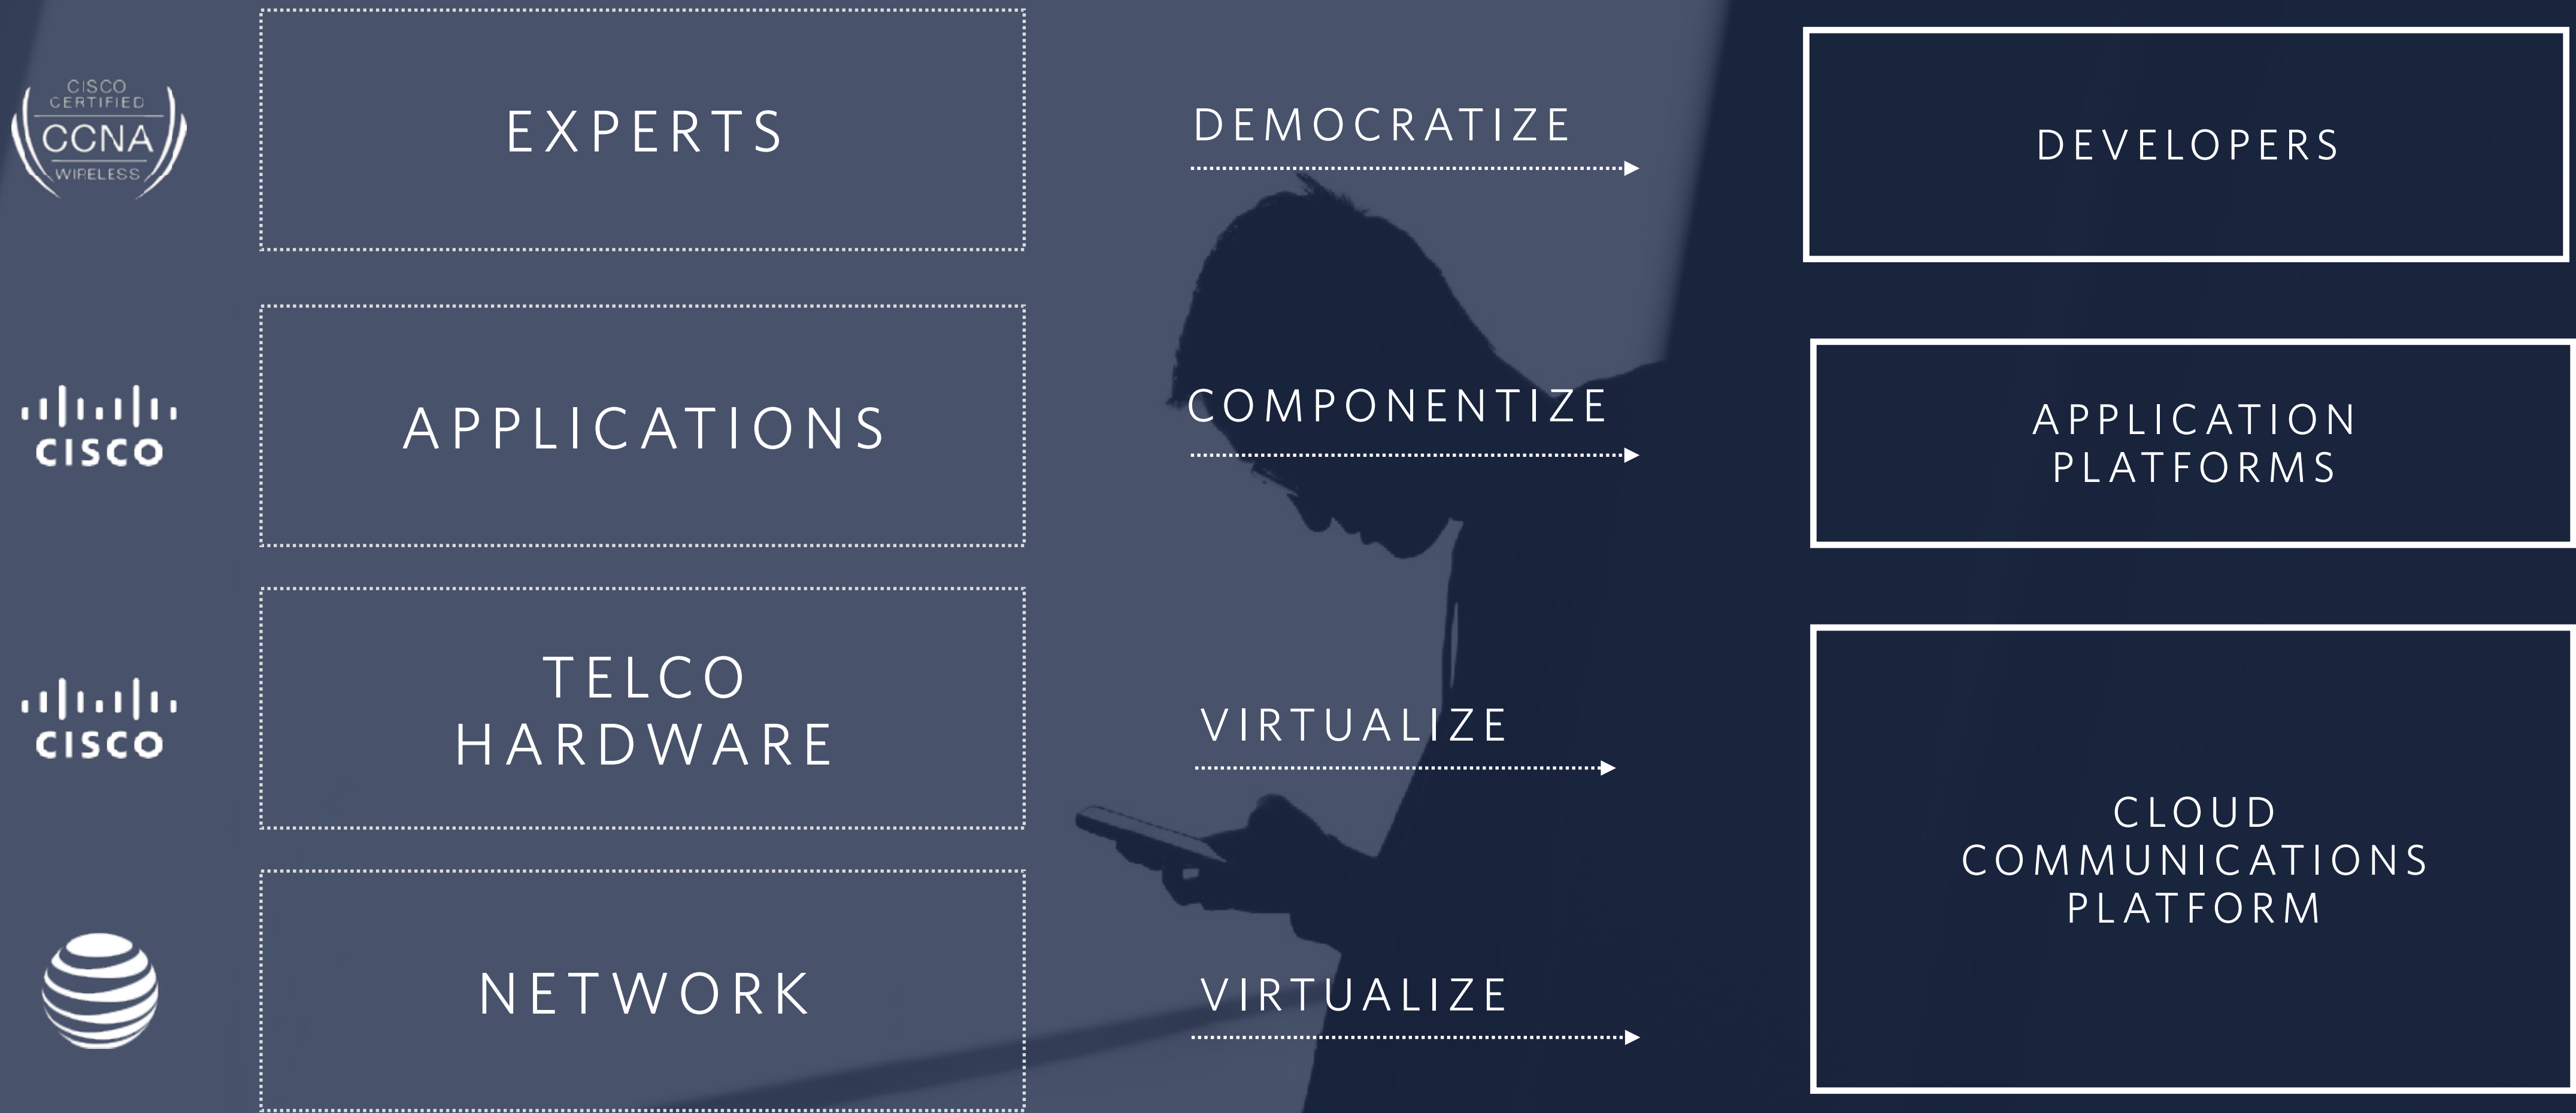 CISCO
CERTIFIED
CCNA
WIRELESS
EXPERTS
DEMOCRATIZE
DEVELOPERS
CISCO
APPLICATIONS
COMPONENTIZE
APPLICATION
PLATFORMS
CISCO
TELCO
HARDWARE
VIRTUALIZE
NETWORK
VIRTUALIZE
CLOUD
COMMUNICATIONS
PLATFORM